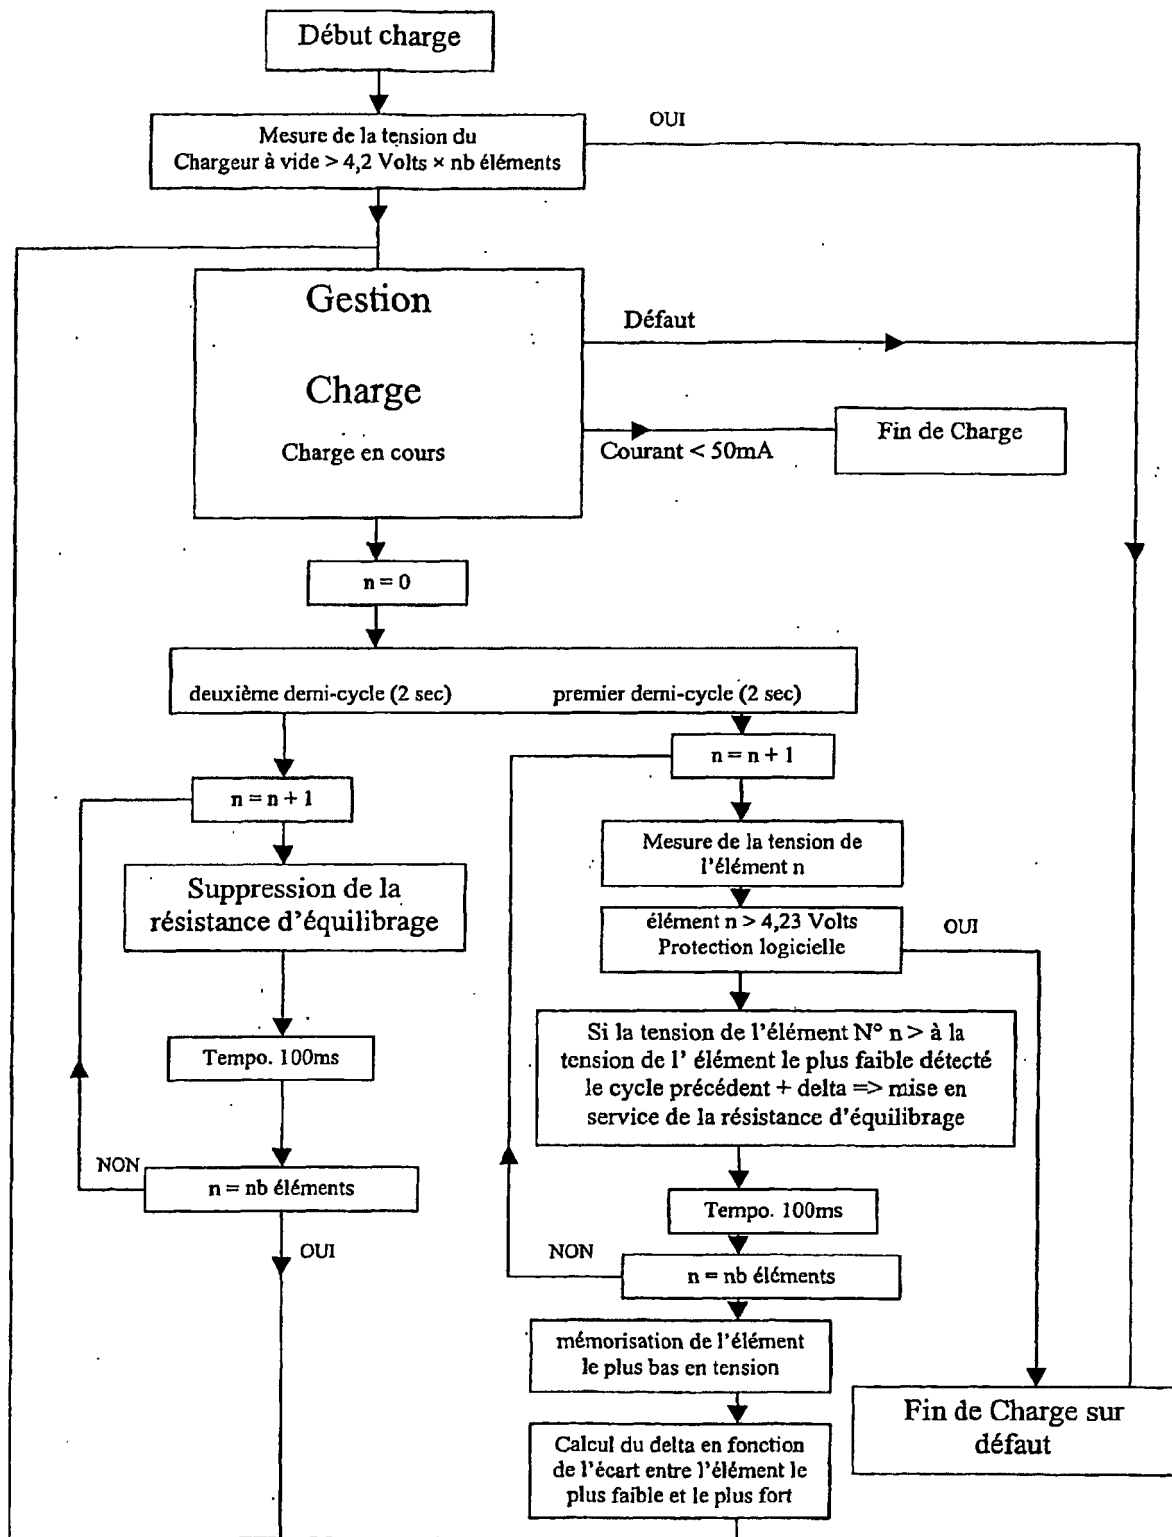 Début charge
OUI
Mesure de la tension du
Chargeur à vide > 4,2 Volts × nb éléments
Gestion
Défaut
Charge
Fin de Charge
Charge en cours
Courant < 50mA
n = 0
deuxième demi-cycle (2 sec)
premier demi-cycle (2 sec)
n = n + 1
n = n + 1
Mesure de la tension de
l'élément n
Suppression de la
résistance d'équilibrage
élément n > 4,23 Volts
Protection logicielle
OUI
Si la tension de l'élément N° n > à la
tension de l' élément le plus faible détecté
le cycle précédent + delta => mise en
service de la résistance d'équilibrage
Tempo. 100ms
NON
n = nb éléments
Tempo. 100ms
OUI
NON
n = nb éléments
mémorisation de l'élément
le plus bas en tension
Fin de Charge sur
défaut
Calcul du delta en fonction
de l'écart entre l'élément le
plus faible et le plus fort